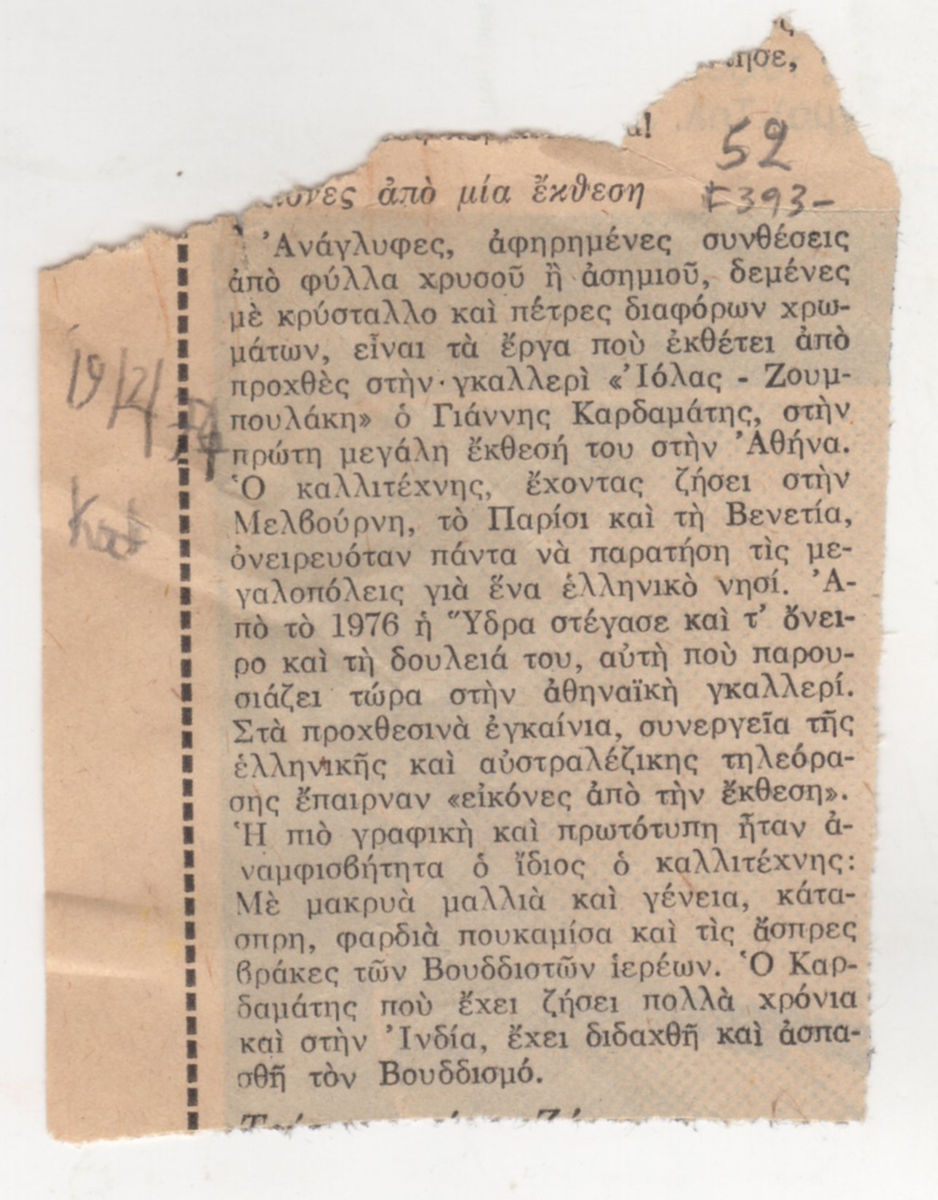 52
393-
ἀπὸ μία ἔκθεση
Ἀνάγλυφες, ἀφηρημένες συνθέσεις
ἀπὸ φύλλα χρυσοῦ ἢ ἀσημιοῦ, δεμένες
μὲ κρύσταλλο καὶ πέτρες διαφόρων χρω-
μάτων, εἶναι τὰ ἔργα ποὺ ἐκθέτει ἀπὸ
προχθὲς στὴν γκαλλερὶ «Ἰόλας - Ζουμ-
πουλάκη» ὁ Γιάννης Καρδαμάτης, στὴν
πρώτη μεγάλη ἔκθεσή του στὴν Ἀθήνα.
Ὁ καλλιτέχνης, ἔχοντας ζήσει στὴν
Μελβούρνη, τὸ Παρίσι καὶ τὴ Βενετία,
ὀνειρευόταν πάντα νὰ παρατήση τὶς με-
γαλοπόλεις γιὰ ἕνα ἑλληνικὸ νησί. Ἀ-
πὸ τὸ 1976 ἡ Ὕδρα στέγασε καὶ τ' ὄνει-
ρο καὶ τὴ δουλειά του, αὐτὴ ποὺ παρου-
σιάζει τώρα στὴν ἀθηναϊκὴ γκαλλερί.
Στὰ προχθεσινὰ ἐγκαίνια, συνεργεῖα τῆς
ἑλληνικῆς καὶ αὐστραλέζικης τηλεόρα-
σης ἔπαιρναν «εἰκόνες ἀπὸ τὴν ἔκθεση».
Ἡ πιὸ γραφικὴ καὶ πρωτότυπη ἦταν ἀ-
ναμφισβήτητα ὁ ἴδιος ὁ καλλιτέχνης:
Μὲ μακρυὰ μαλλιὰ καὶ γένεια, κάτα-
σπρη, φαρδιὰ πουκαμίσα καὶ τὶς ἄσπρες
βράκες τῶν Βουδδιστῶν ἱερέων. Ὁ Καρ-
δαμάτης ποὺ ἔχει ζήσει πολλὰ χρόνια
καὶ στὴν Ἰνδία, ἔχει διδαχθῆ καὶ ἀσπα-
σθῆ τὸν Βουδδισμό.